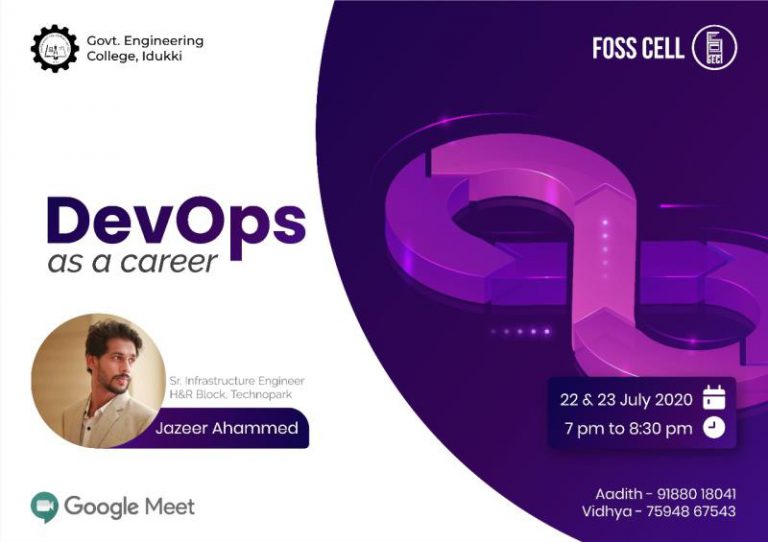 Govt. Engineering
College, Idukki
FOSS CELL
GEC
DevOps
as a career
Sr. Infrastructure Engineer
H&R Block, Technopark
Jazeer Ahammed
22 & 23 July 2020
7 pm to 8:30 pm
Google Meet
Aadith - 91880 18041
Vidhya - 75948 67543